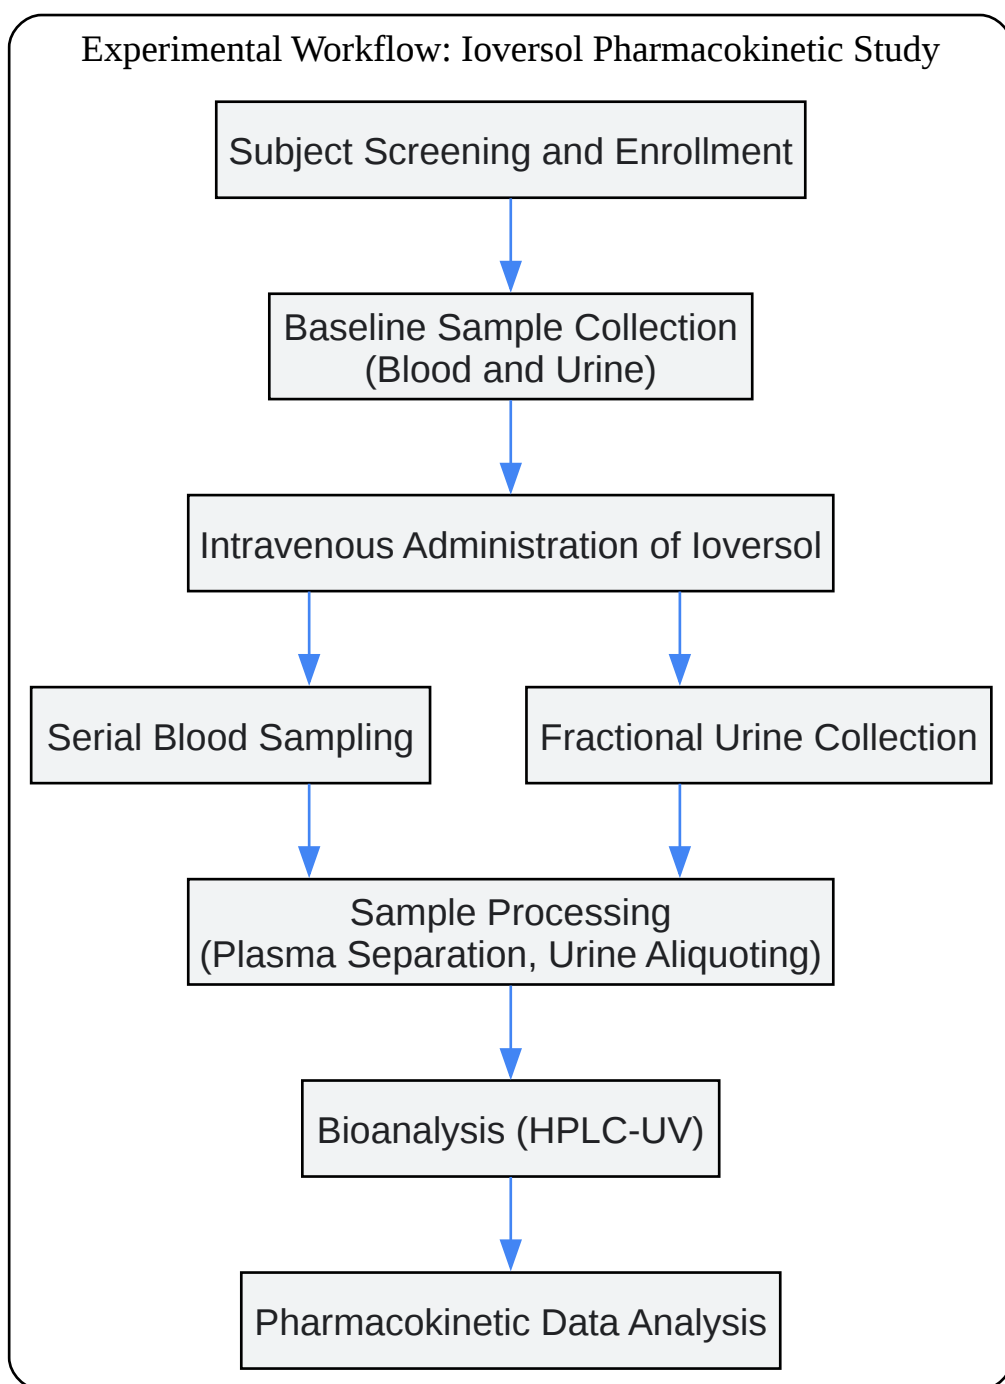 Experimental Workflow: Ioversol Pharmacokinetic Study
Subject Screening and Enrollment
Baseline Sample Collection
(Blood and Urine)
Intravenous Administration of Ioversol
Serial Blood Sampling
Fractional Urine Collection
Sample Processing
(Plasma Separation, Urine Aliquoting)
Bioanalysis (HPLC-UV)
Pharmacokinetic Data Analysis